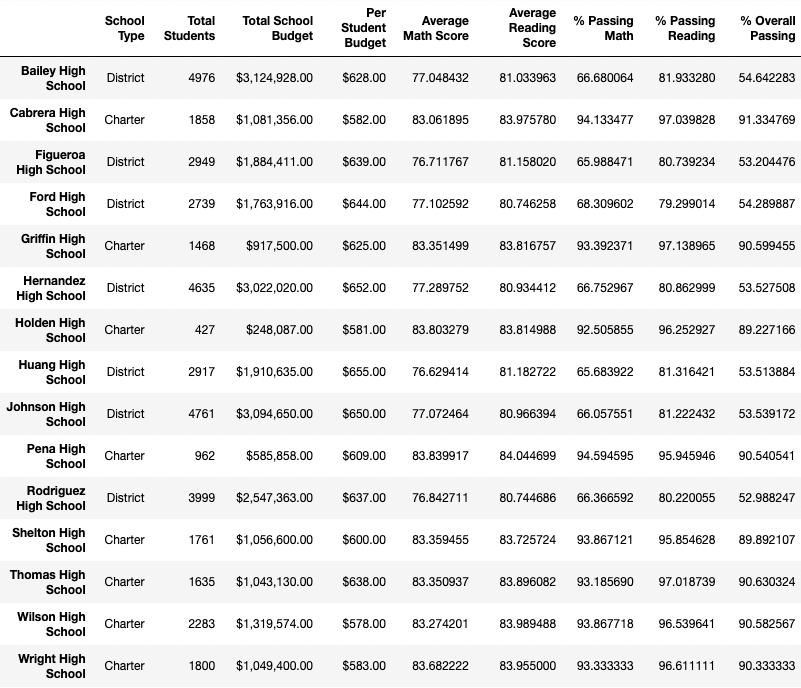 School Type Total Students Total School Budget Per Student Budget Average Math Score Average Reading Score % Passing Math % Passing Reading % Overall Passing
Bailey High School District 4976 $3,124,928.00 $628.00 77.048432 81.033963 66.680064 81.933280 54.642283
Cabrera High School Charter 1858 $1,081,356.00 $582.00 83.061895 83.975780 94.133477 97.039828 91.334769
Figueroa High School District 2949 $1,884,411.00 $639.00 76.711767 81.158020 65.988471 80.739234 53.204476
Ford High School District 2739 $1,763,916.00 $644.00 77.102592 80.746258 68.309602 79.299014 54.289887
Griffin High School Charter 1468 $917,500.00 $625.00 83.351499 83.816757 93.392371 97.138965 90.599455
Hernandez High School District 4635 $3,022,020.00 $652.00 77.289752 80.934412 66.752967 80.862999 53.527508
Holden High School Charter 427 $248,087.00 $581.00 83.803279 83.814988 92.505855 96.252927 89.227166
Huang High School District 2917 $1,910,635.00 $655.00 76.629414 81.182722 65.683922 81.316421 53.513884
Johnson High School District 4761 $3,094,650.00 $650.00 77.072464 80.966394 66.057551 81.222432 53.539172
Pena High School Charter 962 $585,858.00 $609.00 83.839917 84.044699 94.594595 95.945946 90.540541
Rodriguez High School District 3999 $2,547,363.00 $637.00 76.842711 80.744686 66.366592 80.220055 52.988247
Shelton High School Charter 1761 $1,056,600.00 $600.00 83.359455 83.725724 93.867121 95.854628 89.892107
Thomas High School Charter 1635 $1,043,130.00 $638.00 83.350937 83.896082 93.185690 97.018739 90.630324
Wilson High School Charter 2283 $1,319,574.00 $578.00 83.274201 83.989488 93.867718 96.539641 90.582567
Wright High School Charter 1800 $1,049,400.00 $583.00 83.682222 83.955000 93.333333 96.611111 90.333333